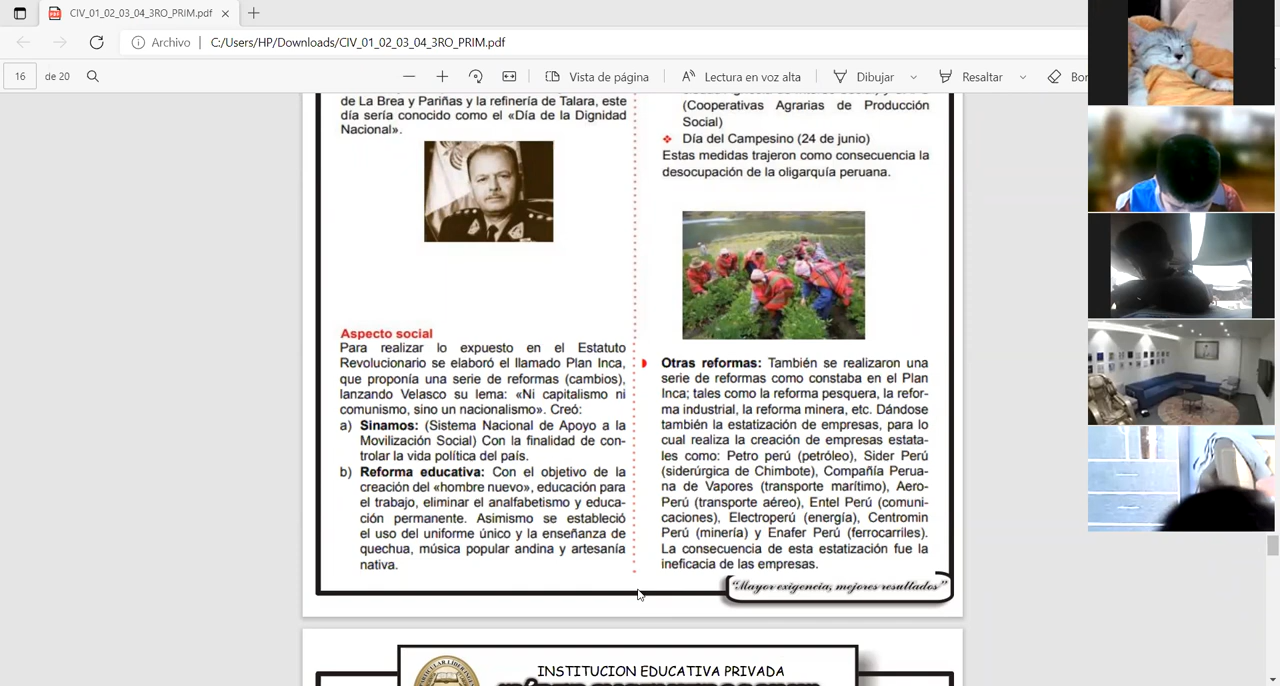 CIV_01_02_03_04_3RO_PRIM.pdf
Archivo
C:/Users/HP/Downloads/CIV_01_02_03_04_3RO_PRIM.pdf
16
de 20
Vista de página
Lectura en voz alta
Dibujar
Resaltar
de La Brea y Pariñas y la refinería de Talara, este
día sería conocido como el «Día de la Dignidad
Nacional».
Aspecto social
Para realizar lo expuesto en el Estatuto
Revolucionario se elaboró el llamado Plan Inca,
que proponía una serie de reformas (cambios),
lanzando Velasco su lema: «Ni capitalismo ni
comunismo, sino un nacionalismo». Creó:
a) Sinamos: (Sistema Nacional de Apoyo a la
Movilización Social) Con la finalidad de con-
trolar la vida política del país.
b) Reforma educativa: Con el objetivo de la
creación del «hombre nuevo», educación para
el trabajo, eliminar el analfabetismo y educa-
ción permanente. Asimismo se estableció
el uso del uniforme único y la enseñanza de
quechua, música popular andina y artesanía
nativa.
(Cooperativas Agrarias de Producción
Social)
Día del Campesino (24 de junio)
Estas medidas trajeron como consecuencia la
desocupación de la oligarquía peruana.
Otras reformas: También se realizaron una
serie de reformas como constaba en el Plan
Inca; tales como la reforma pesquera, la refor-
ma industrial, la reforma minera, etc. Dándose
también la estatización de empresas, para lo
cual realiza la creación de empresas estata-
les como: Petro perú (petróleo), Sider Perú
(siderúrgica de Chimbote), Compañía Perua-
na de Vapores (transporte marítimo), Aero-
Perú (transporte aéreo), Entel Perú (comuni-
caciones), Electroperú (energía), Centromin
Perú (minería) y Enafer Perú (ferrocarriles).
La consecuencia de esta estatización fue la
ineficacia de las empresas.
"Mayor exigencia, mejores resultados"
INSTITUCION EDUCATIVA PRIVADA